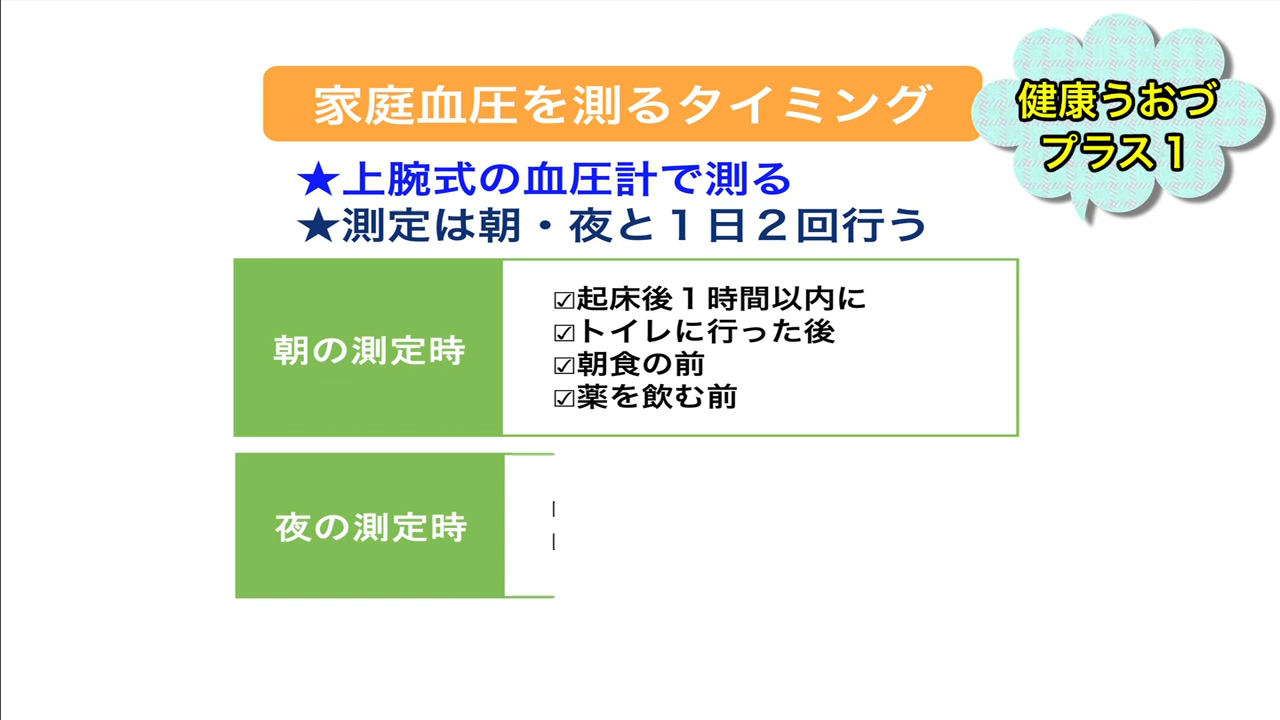 家庭血圧を測るタイミング
健康うおづ
プラス1
★上腕式の血圧計で測る
★測定は朝・夜と１日２回行う
朝の測定時
☑起床後１時間以内に
☑トイレに行った後
☑朝食の前
☑薬を飲む前
夜の測定時